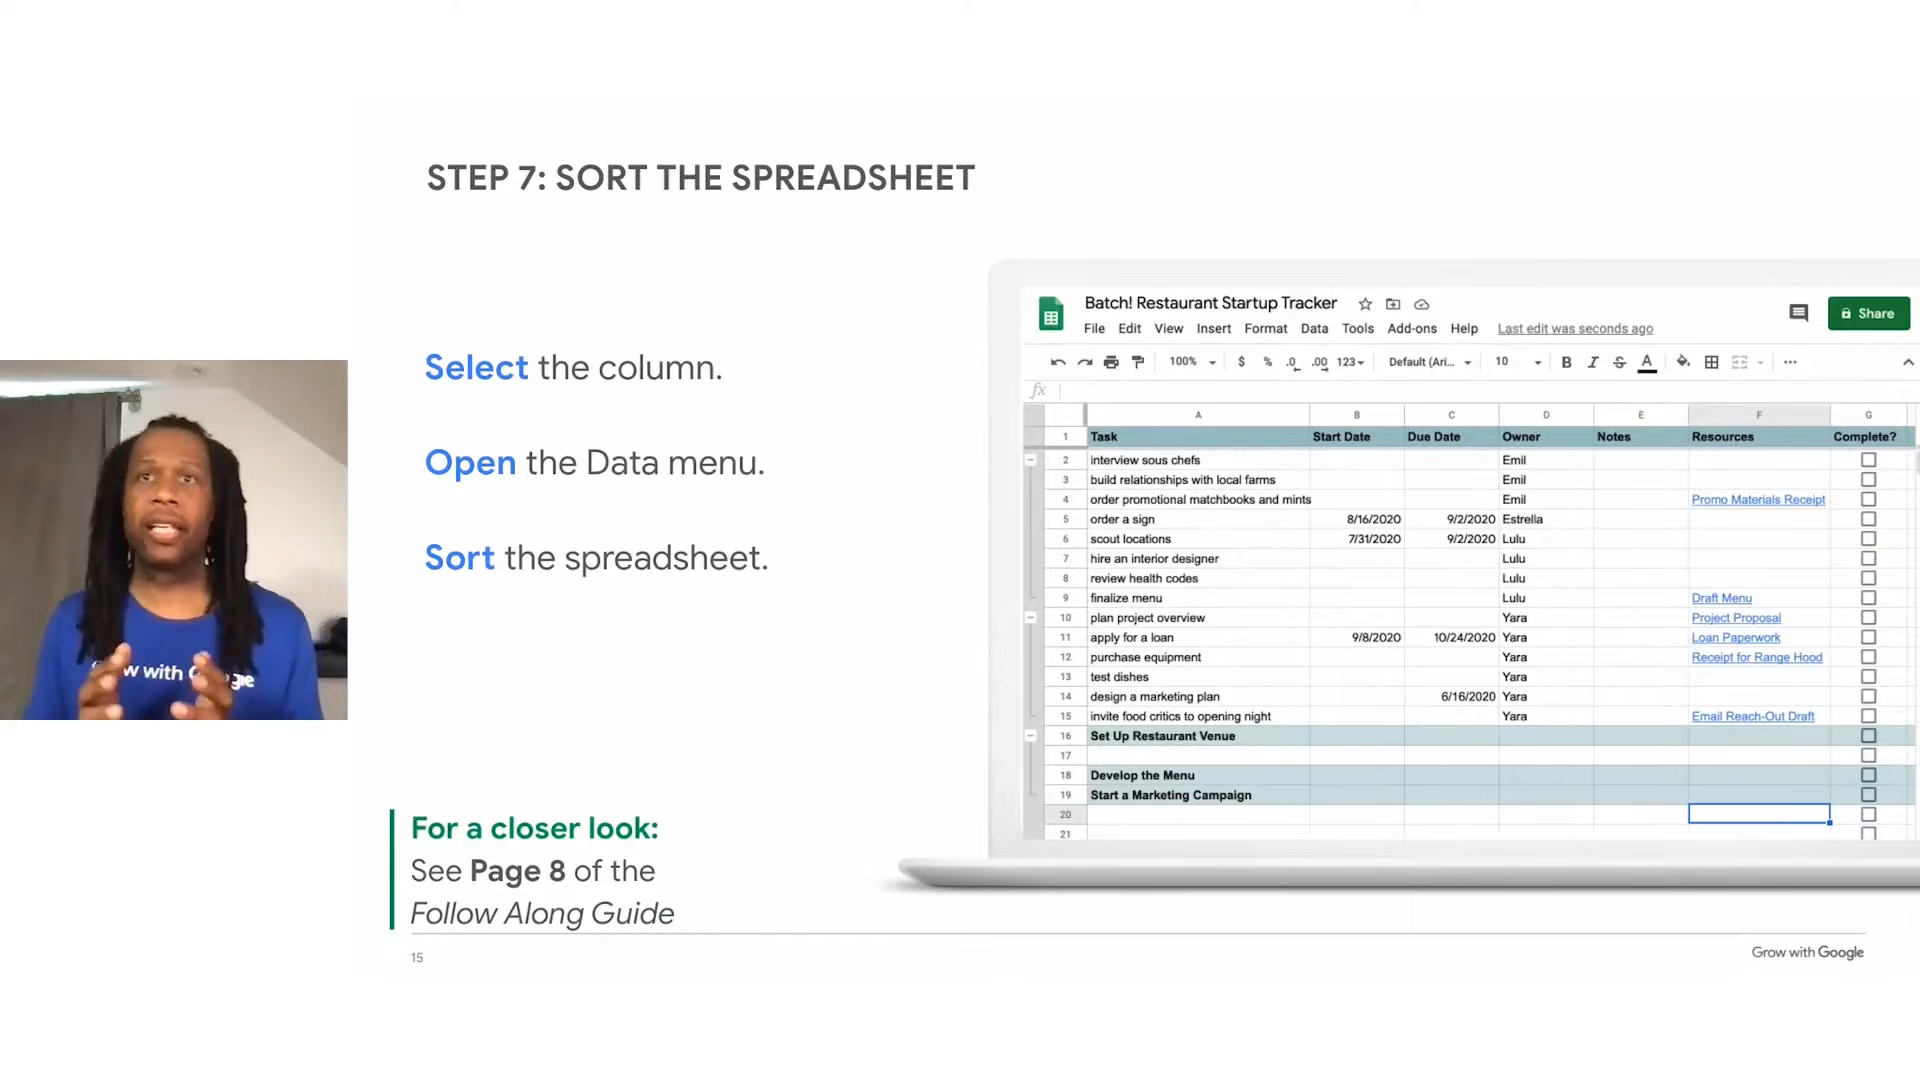 STEP 7: SORT THE SPREADSHEET
Select the column.
Open the Data menu.
Sort the spreadsheet.
For a closer look:
See Page 8 of the
Follow Along Guide
15
Grow with Google
Batch! Restaurant Startup Tracker
Share
File Edit View Insert Format Data Tools Add-ons Help Last edit was seconds ago
100% $ % .0 .00 123 Default (Ari... 10 B I S A
fx
A B C D E F G
1 Task Start Date Due Date Owner Notes Resources Complete?
2 interview sous chefs Emil
3 build relationships with local farms Emil
4 order promotional matchbooks and mints Emil Promo Materials Receipt
5 order a sign 8/16/2020 9/2/2020 Estrella
6 scout locations 7/31/2020 9/2/2020 Lulu
7 hire an interior designer Lulu
8 review health codes Lulu
9 finalize menu Lulu Draft Menu
10 plan project overview Yara Project Proposal
11 apply for a loan 9/8/2020 10/24/2020 Yara Loan Paperwork
12 purchase equipment Yara Receipt for Range Hood
13 test dishes Yara
14 design a marketing plan 6/16/2020 Yara
15 invite food critics to opening night Yara Email Reach-Out Draft
16 Set Up Restaurant Venue
17
18 Develop the Menu
19 Start a Marketing Campaign
20
21
with